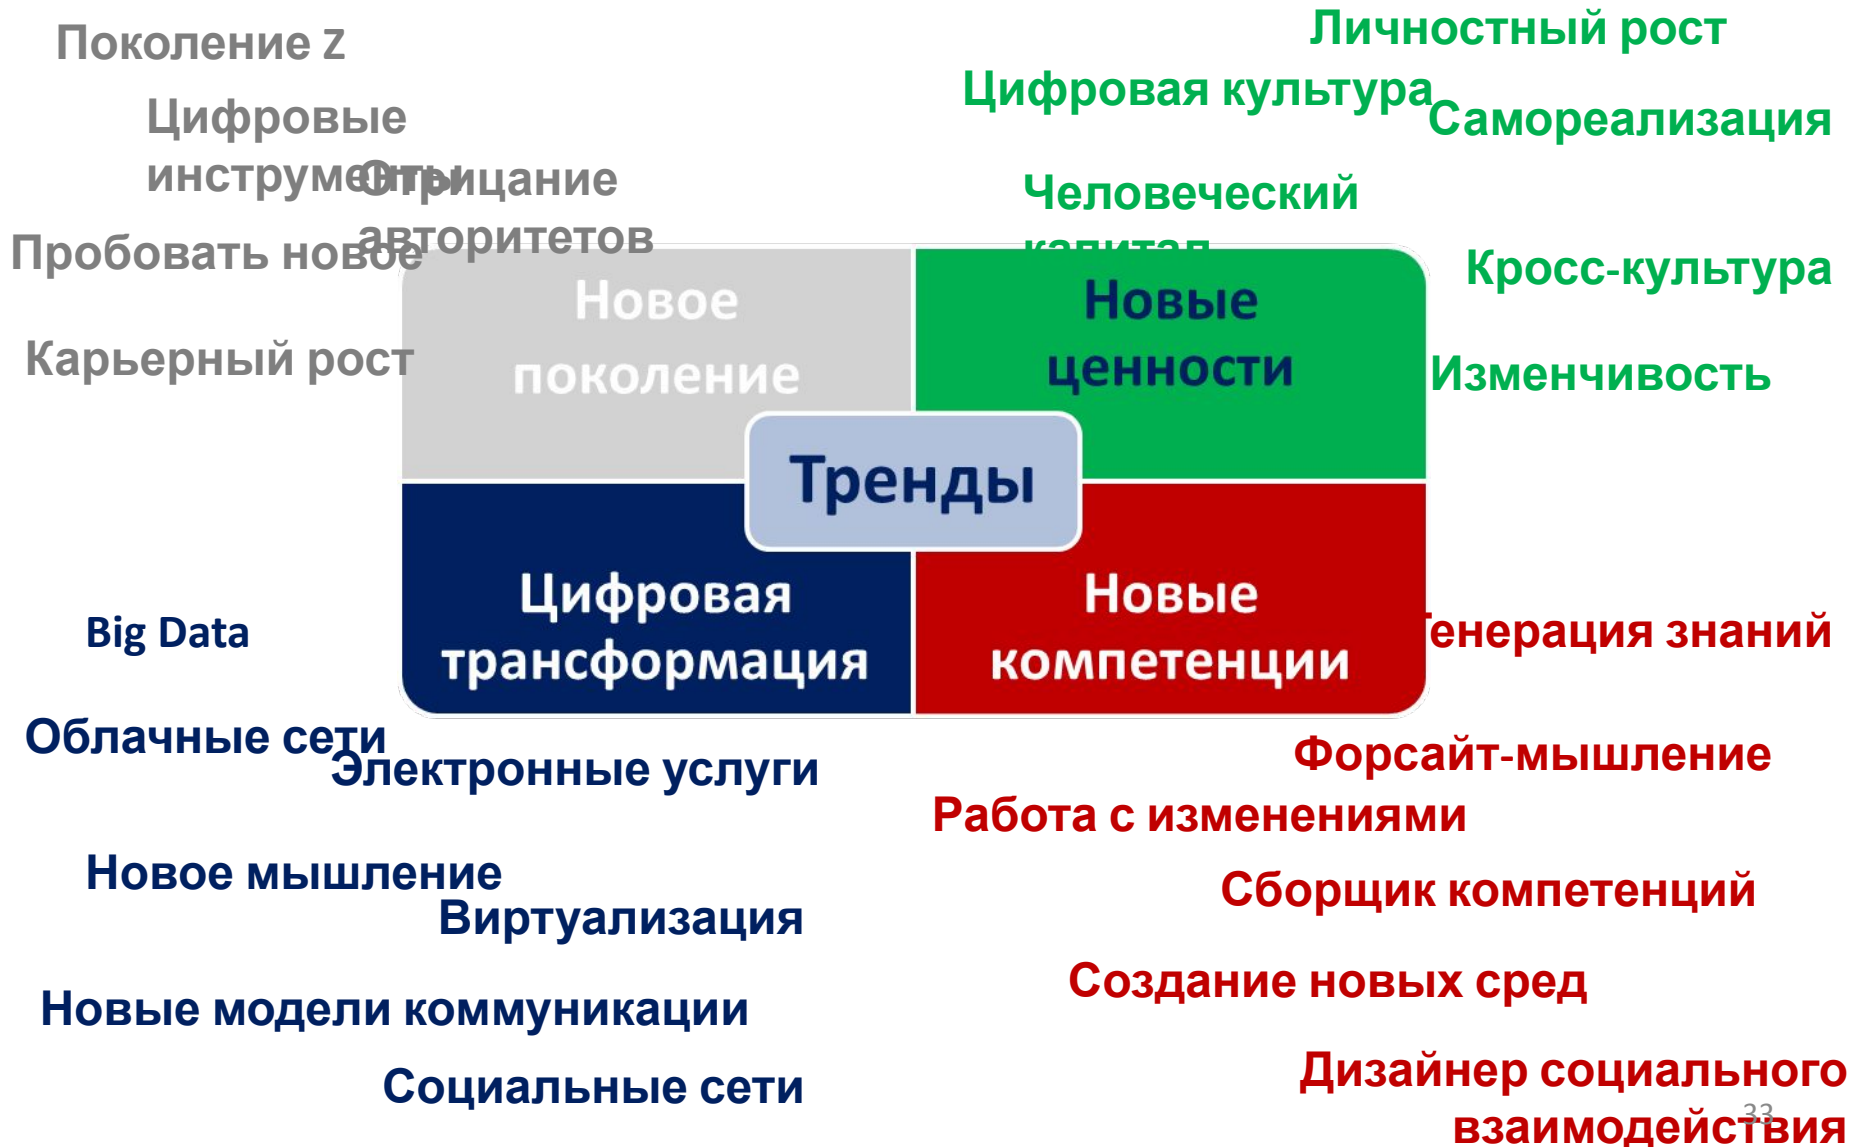 Поколение Z
Цифровые
инструменты
Отрицание
авторитетов
Пробовать новое
Карьерный рост
Личностный рост
Цифровая культура
Самореализация
Человеческий
капитал
Кросс-культура
Изменчивость
Новое
поколение
Новые
ценности
Тренды
Цифровая
трансформация
Новые
компетенции
Big Data
Облачные сети
Электронные услуги
Новое мышление
Виртуализация
Новые модели коммуникации
Социальные сети
Генерация знаний
Форсайт-мышление
Работа с изменениями
Сборщик компетенций
Создание новых сред
Дизайнер социального
взаимодействия
33